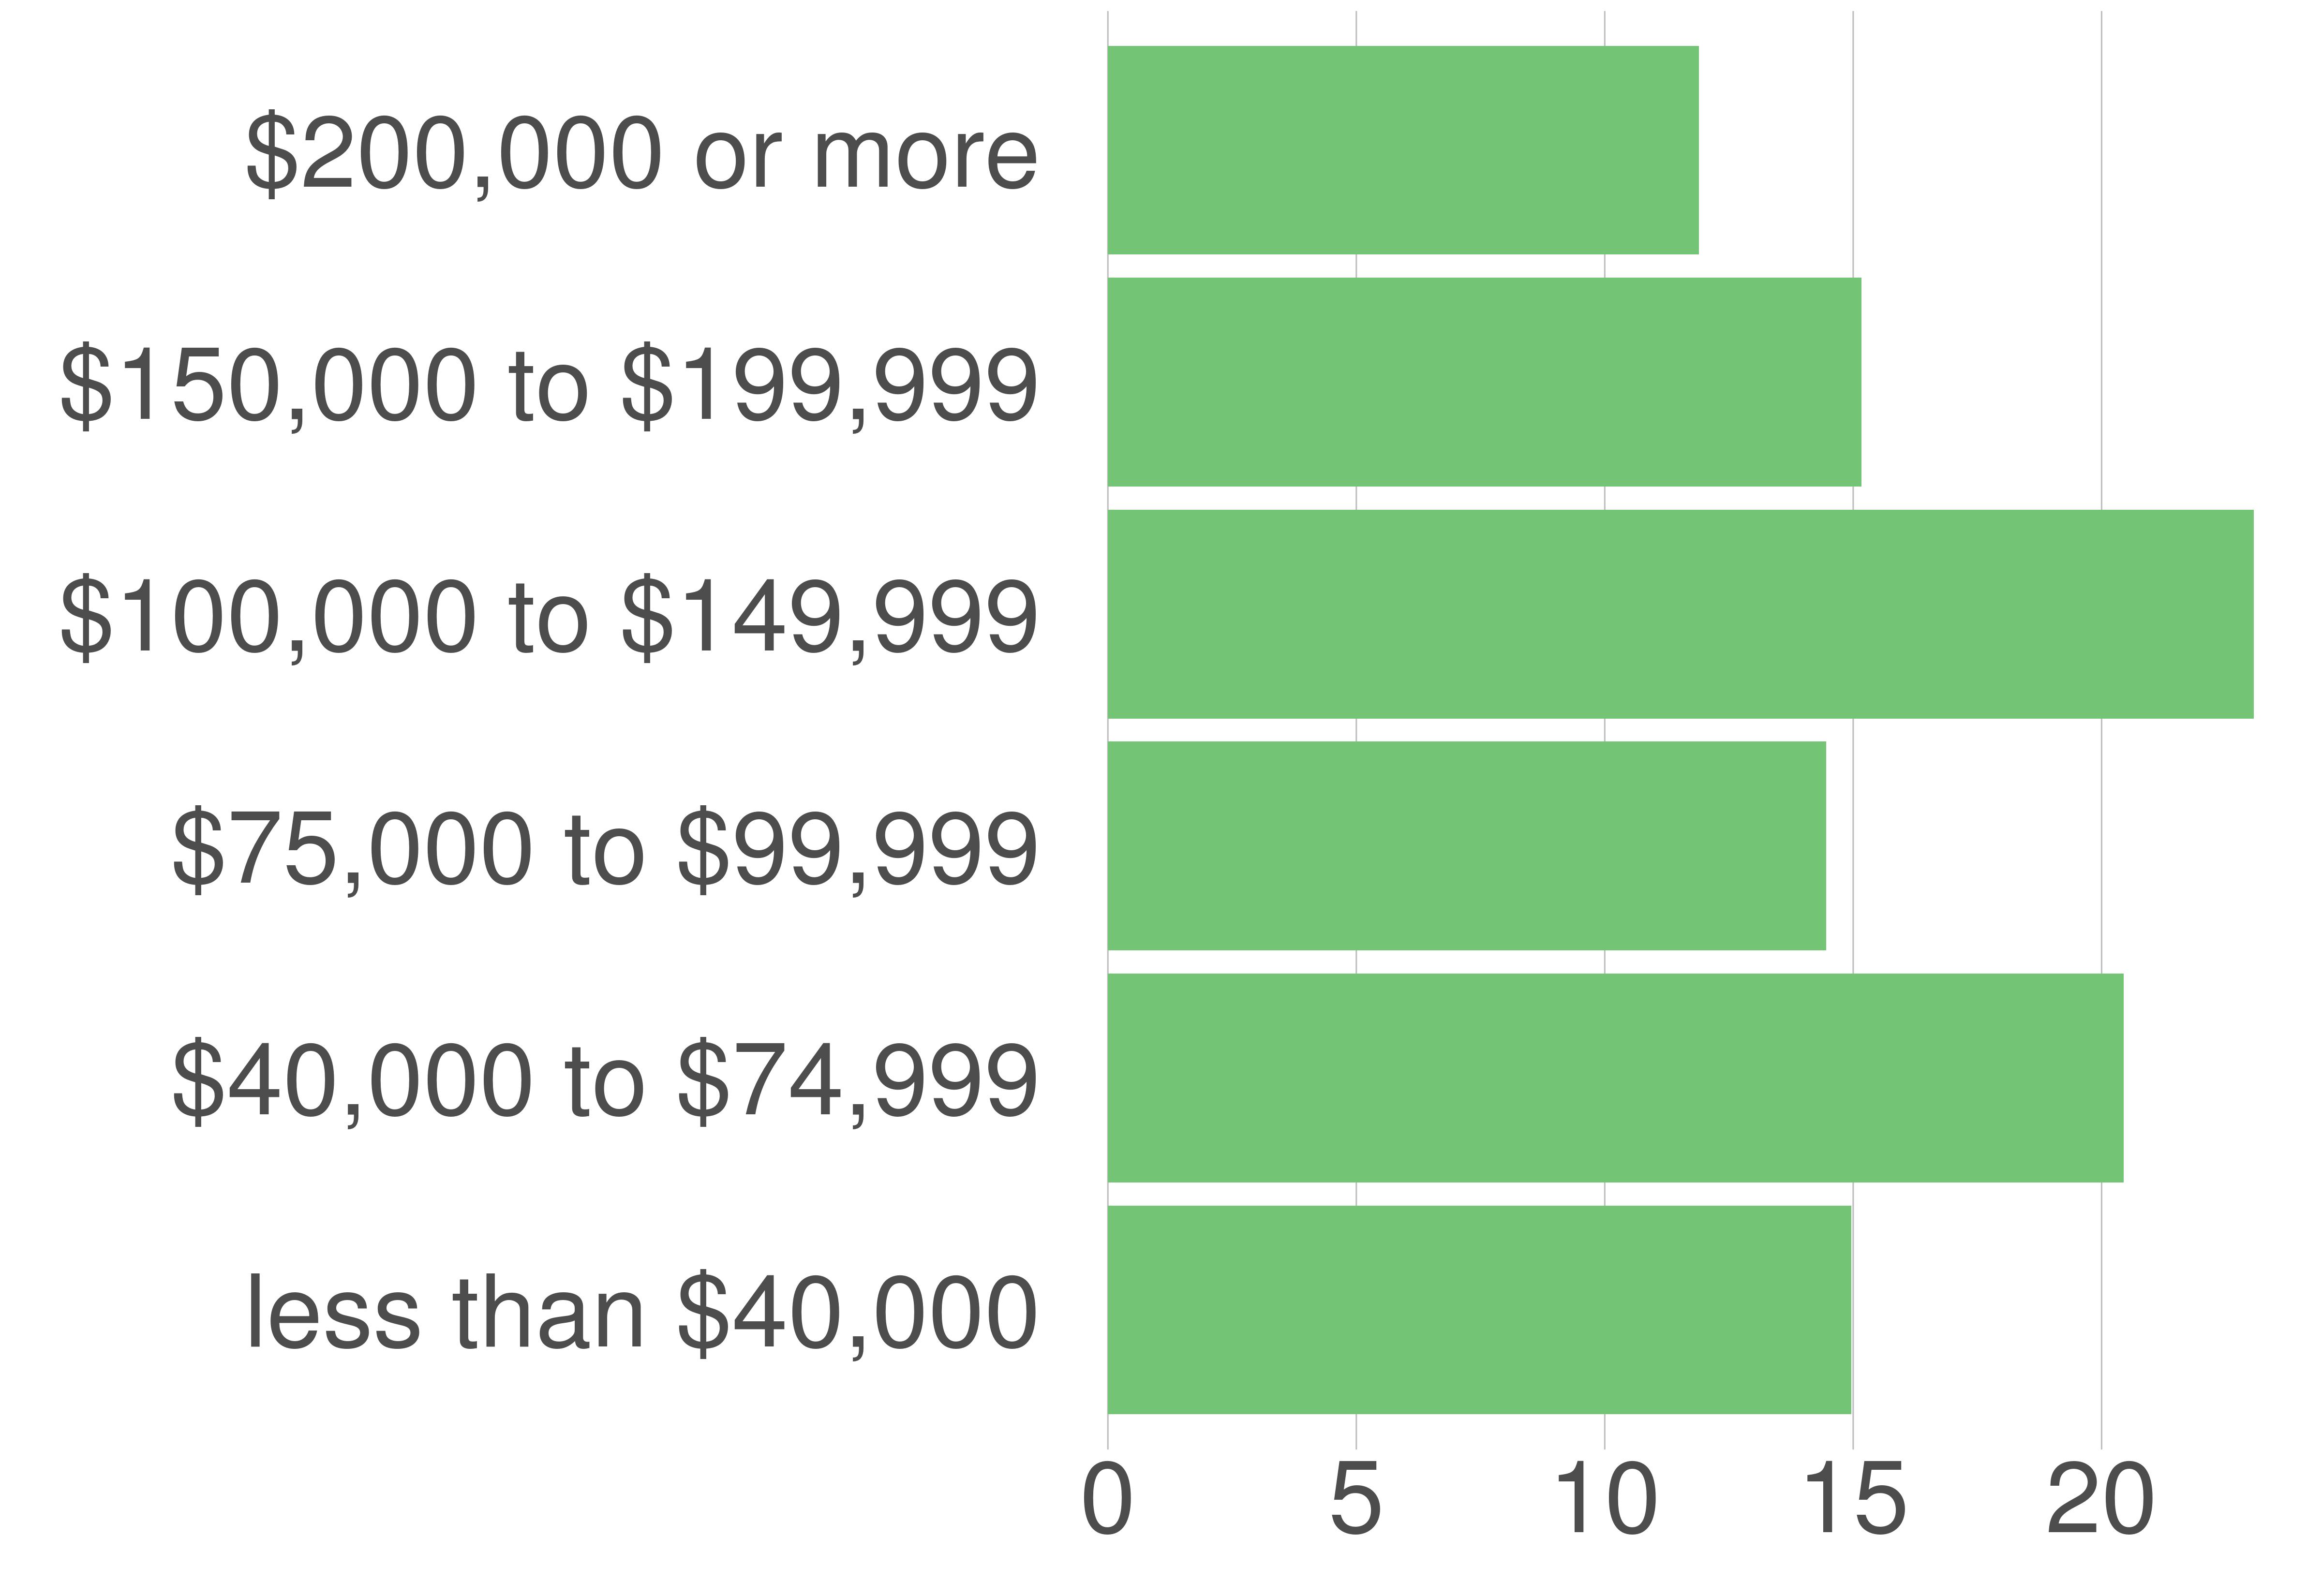 $200,000 or more
$150,000 to $199,999
$100,000 to $149,999
$75,000 to $99,999
$40,000 to $74,999
less than $40,000
0 5 10 15 20